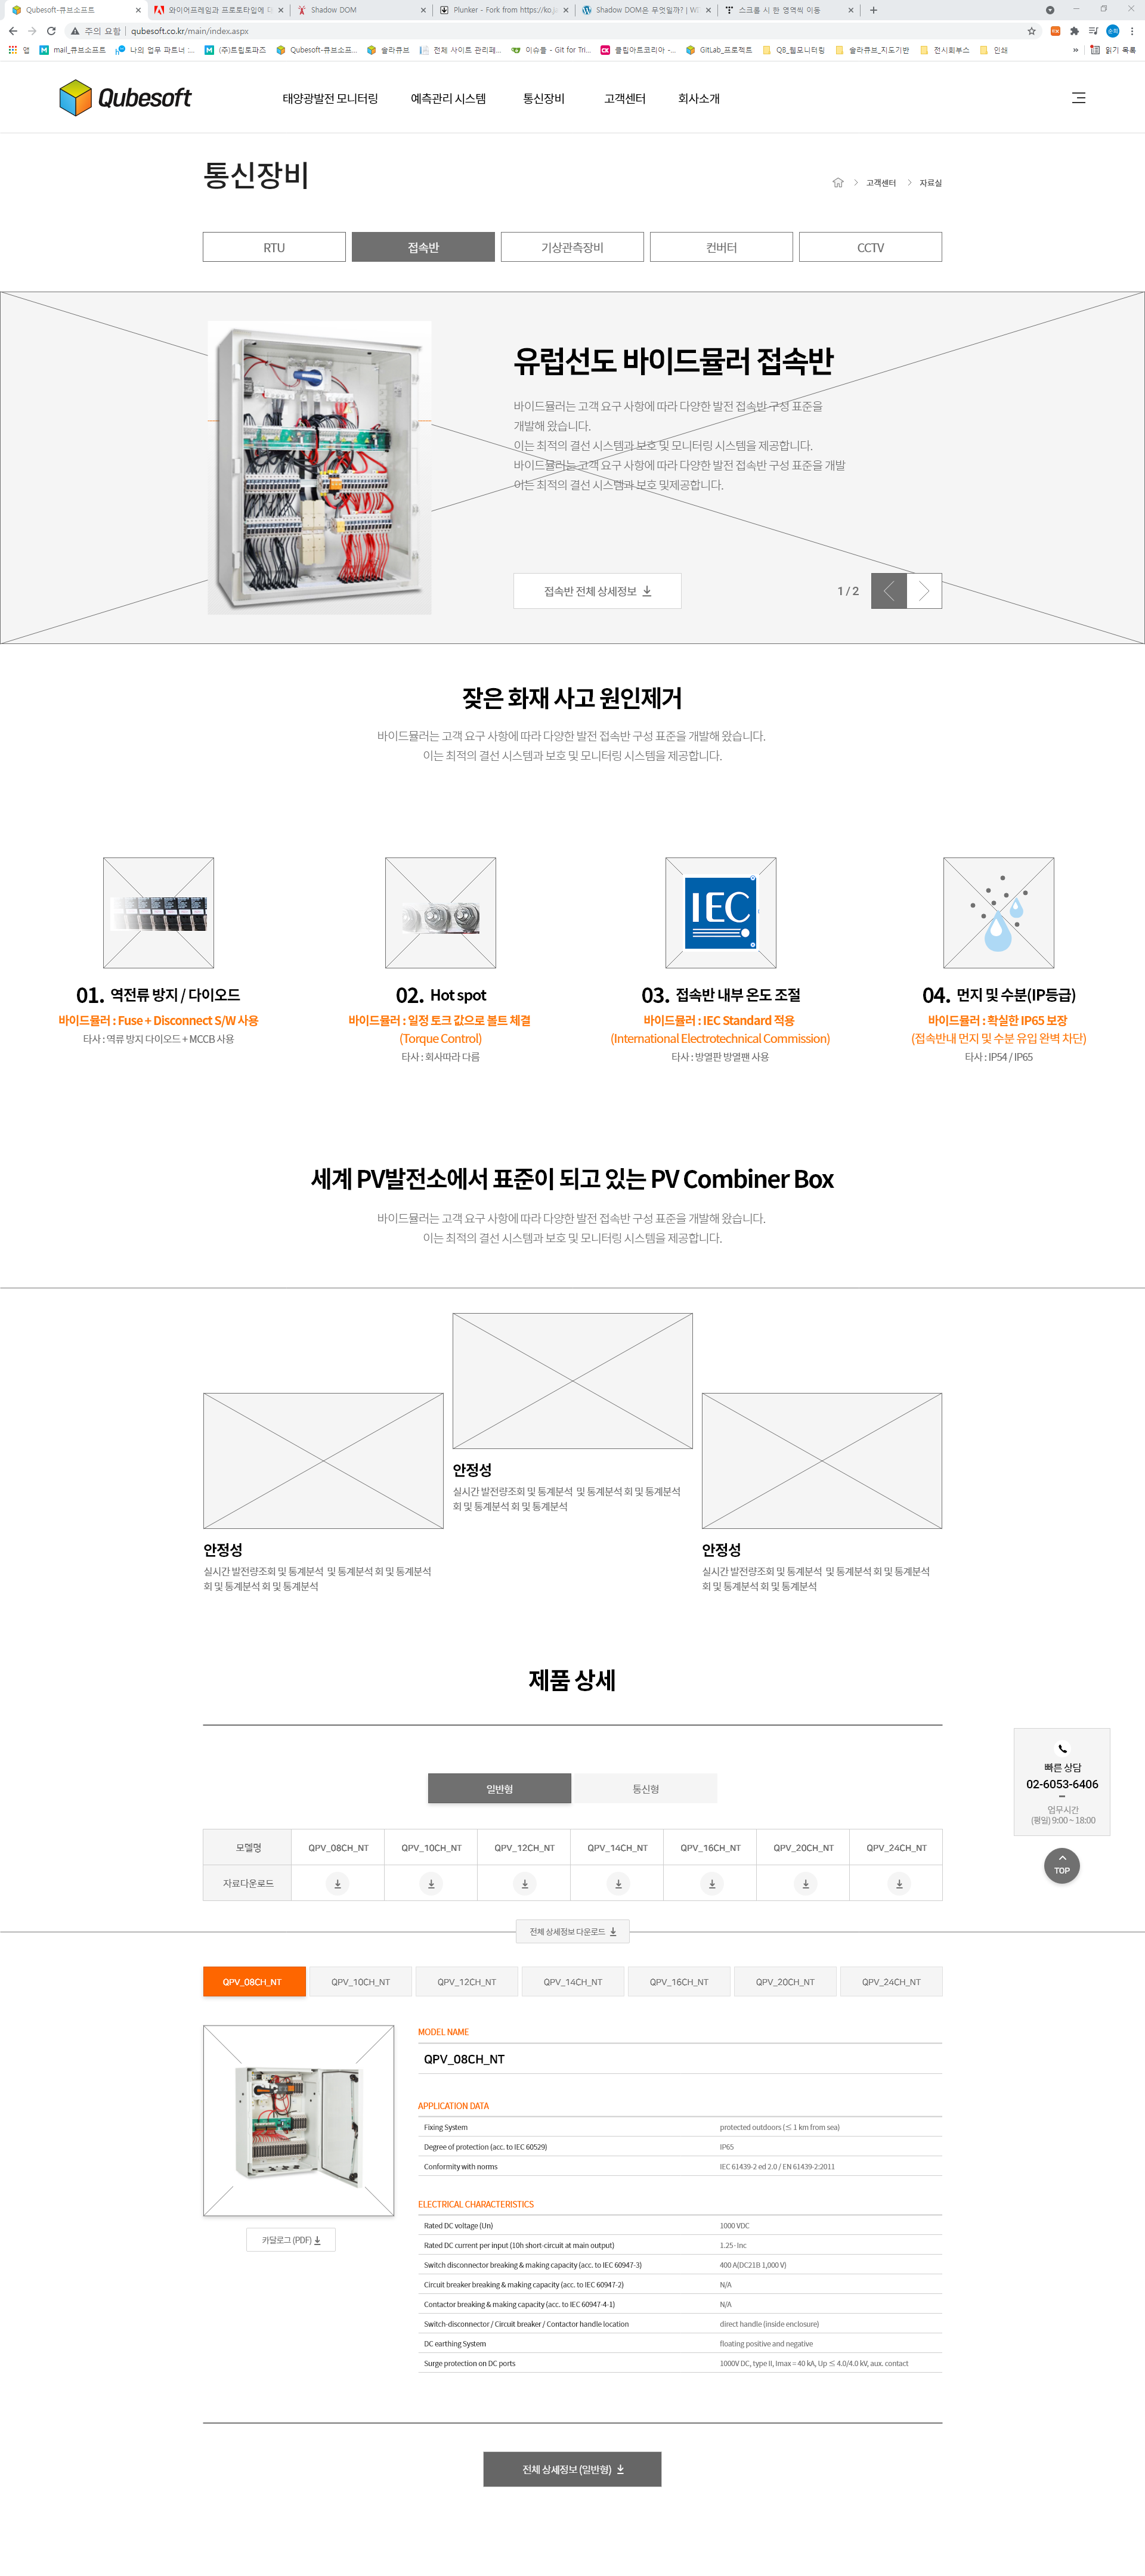 Qubesoft-큐브소프트
와이어프레임과 프로토타입에 대
Shadow DOM
Plunker - Fork from https://ko.ja
Shadow DOM은 무엇일까? | WI
스크롤 시 한 영역씩 이동
주의 요함 | qubesoft.co.kr/main/index.aspx
앱
mail_큐브소프트
나의 업무 파트너 :...
(주)트림토파즈
Qubesoft-큐브소프...
솔라큐브
전체 사이트 관리페...
이슈들 - Git for Tri...
클립아트코리아 -...
GitLab_프로젝트
Q8_웹모니터링
솔라큐브_지도기반
전시회부스
인쇄
»
읽기 목록
Qubesoft
태양광발전 모니터링
예측관리 시스템
통신장비
고객센터
회사소개
통신장비
고객센터
자료실
RTU
접속반
기상관측장비
컨버터
CCTV
유럽선도 바이드뮬러 접속반
바이드뮬러는 고객 요구 사항에 따라 다양한 발전 접속반 구성 표준을
개발해 왔습니다.
이는 최적의 결선 시스템과 보호 및 모니터링 시스템을 제공합니다.
바이드뮬러는 고객 요구 사항에 따라 다양한 발전 접속반 구성 표준을 개발
이는 최적의 결선 시스템과 보호 및제공합니다.
접속반 전체 상세정보
1 / 2
잦은 화재 사고 원인제거
바이드뮬러는 고객 요구 사항에 따라 다양한 발전 접속반 구성 표준을 개발해 왔습니다.
이는 최적의 결선 시스템과 보호 및 모니터링 시스템을 제공합니다.
IEC
01. 역전류 방지 / 다이오드
바이드뮬러 : Fuse + Disconnect S/W 사용
타사 : 역류 방지 다이오드 + MCCB 사용
02. Hot spot
바이드뮬러 : 일정 토크 값으로 볼트 체결
(Torque Control)
타사 : 회사따라 다름
03. 접속반 내부 온도 조절
바이드뮬러 : IEC Standard 적용
(International Electrotechnical Commission)
타사 : 방열판 방열팬 사용
04. 먼지 및 수분(IP등급)
바이드뮬러 : 확실한 IP65 보장
(접속반내 먼지 및 수분 유입 완벽 차단)
타사 : IP54 / IP65
세계 PV발전소에서 표준이 되고 있는 PV Combiner Box
바이드뮬러는 고객 요구 사항에 따라 다양한 발전 접속반 구성 표준을 개발해 왔습니다.
이는 최적의 결선 시스템과 보호 및 모니터링 시스템을 제공합니다.
안정성
실시간 발전량조회 및 통계분석 및 통계분석 회 및 통계분석
회 및 통계분석 회 및 통계분석
안정성
실시간 발전량조회 및 통계분석 및 통계분석 회 및 통계분석
회 및 통계분석 회 및 통계분석
안정성
실시간 발전량조회 및 통계분석 및 통계분석 회 및 통계분석
회 및 통계분석 회 및 통계분석
제품 상세
빠른 상담
02-6053-6406
업무시간
(평일) 9:00 ~ 18:00
TOP
일반형
통신형
모델명
QPV_08CH_NT
QPV_10CH_NT
QPV_12CH_NT
QPV_14CH_NT
QPV_16CH_NT
QPV_20CH_NT
QPV_24CH_NT
자료다운로드
전체 상세정보 다운로드
QPV_08CH_NT
QPV_10CH_NT
QPV_12CH_NT
QPV_14CH_NT
QPV_16CH_NT
QPV_20CH_NT
QPV_24CH_NT
카달로그 (PDF)
MODEL NAME
QPV_08CH_NT
APPLICATION DATA
Fixing System protected outdoors (≤ 1 km from sea)
Degree of protection (acc. to IEC 60529) IP65
Conformity with norms IEC 61439-2 ed 2.0 / EN 61439-2:2011
ELECTRICAL CHARACTERISTICS
Rated DC voltage (Un) 1000 VDC
Rated DC current per input (10h short-circuit at main output) 1.25 · Inc
Switch disconnector breaking & making capacity (acc. to IEC 60947-3) 400 A(DC21B 1,000 V)
Circuit breaker breaking & making capacity (acc. to IEC 60947-2) N/A
Contactor breaking & making capacity (acc. to IEC 60947-4-1) N/A
Switch-disconnector / Circuit breaker / Contactor handle location direct handle (inside enclosure)
DC earthing System floating positive and negative
Surge protection on DC ports 1000V DC, type II, Imax = 40 kA, Up ≤ 4.0/4.0 kV, aux. contact
전체 상세정보 (일반형)